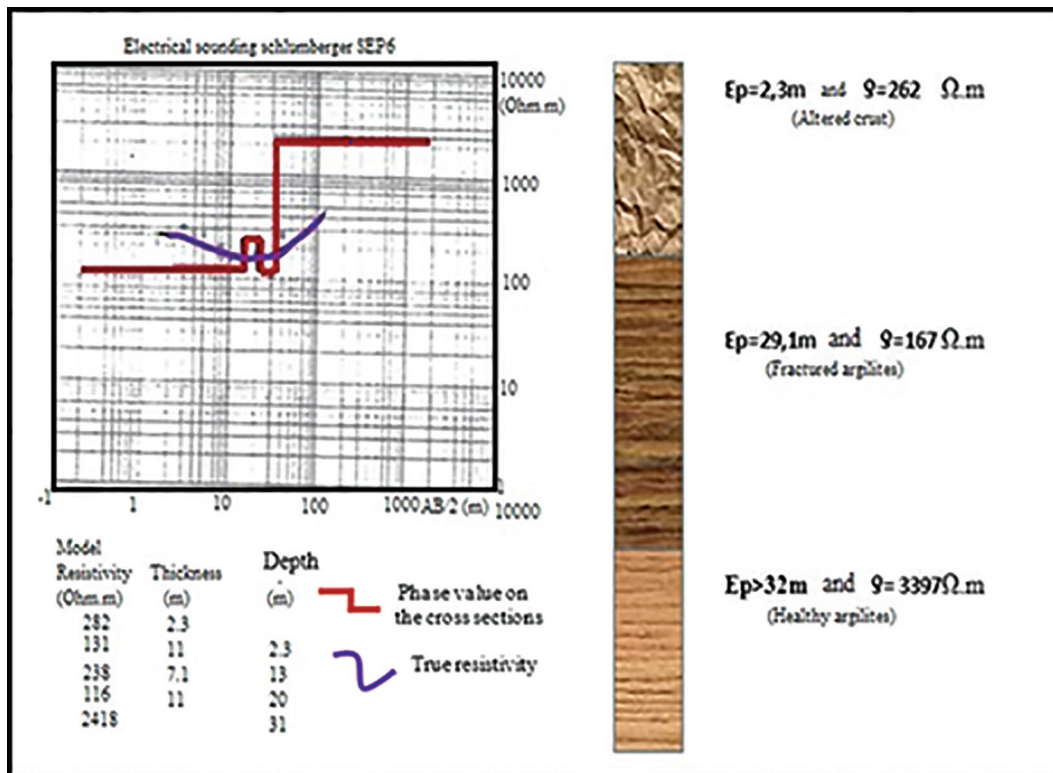 Electrical sounding schlumberger SEP6
10000
(Ohm.m)
1000
100
10
-1
1
10
100
1000 AB/2 (m) 10000
Model
Resistivity
(Ohm.m)
Thickness
(m)
Depth
(m)
282 2.3
131 11 2.3
238 7.1 13
116 11 20
2418 31
Phase value on
the cross sections
True resistivity
Ep=2,3m and ρ=262 Ω.m
(Altered crust)
Ep=29,1m and ρ=167Ω.m
(Fractured argilites)
Ep>32m and ρ=3397Ω.m
(Healthy argilites)